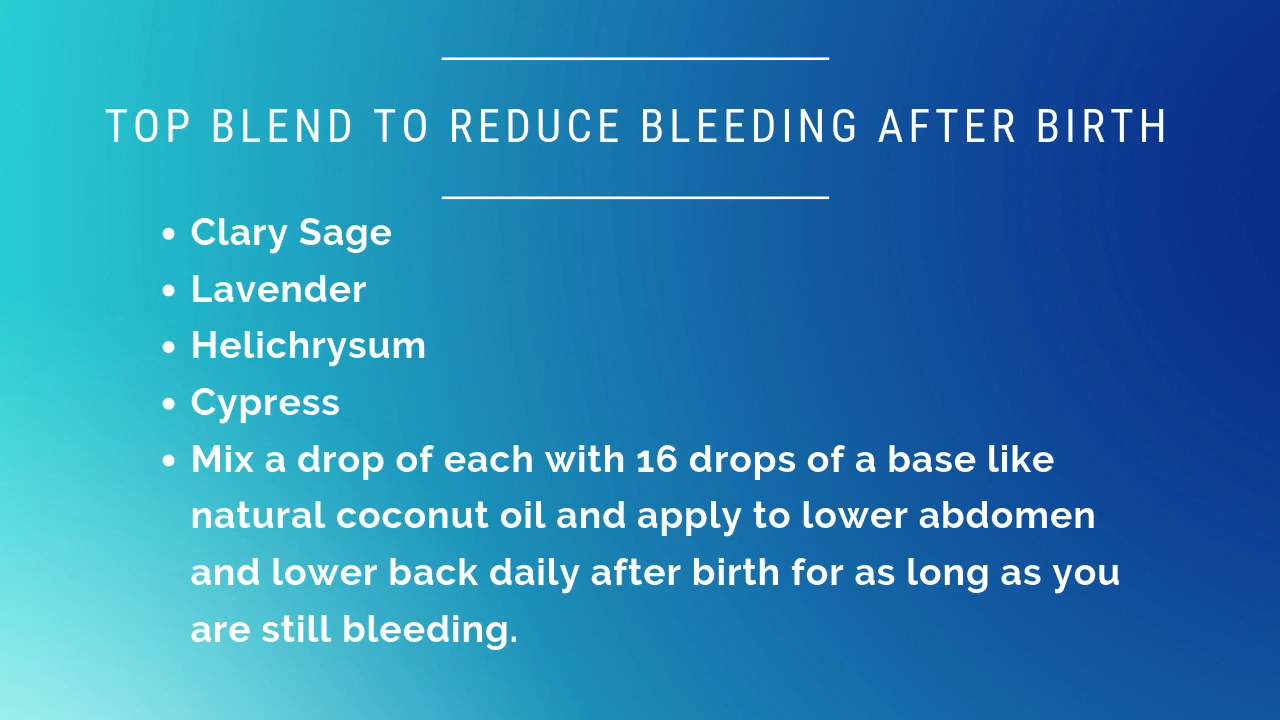 TOP BLEND TO REDUCE BLEEDING AFTER BIRTH
• Clary Sage
• Lavender
• Helichrysum
• Cypress
• Mix a drop of each with 16 drops of a base like
natural coconut oil and apply to lower abdomen
and lower back daily after birth for as long as you
are still bleeding.